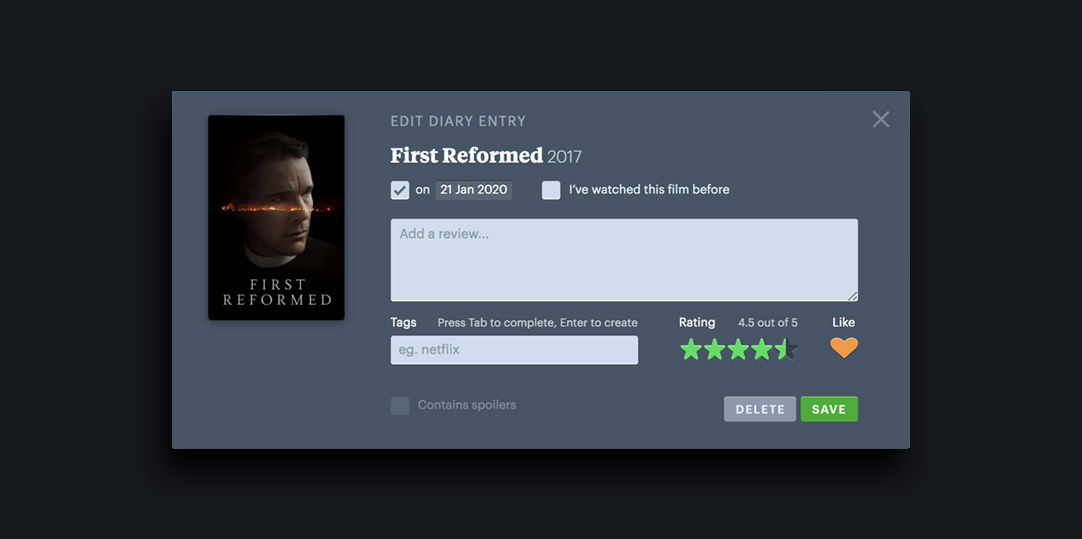 EDIT DIARY ENTRY
First Reformed 2017
on 21 Jan 2020 I’ve watched this film before
Add a review...
FIRST
REFORMED
Tags Press Tab to complete, Enter to create Rating 4.5 out of 5 Like
eg. netflix
Contains spoilers
DELETE SAVE